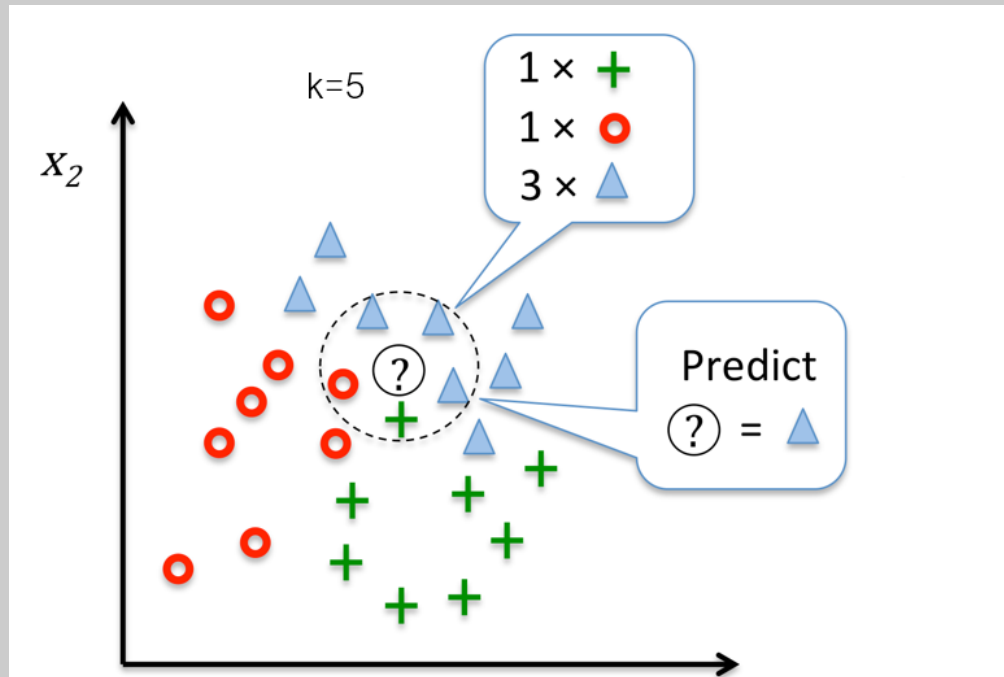 k=5
1 ×
1 ×
3 ×
x₂
?
Predict
? =